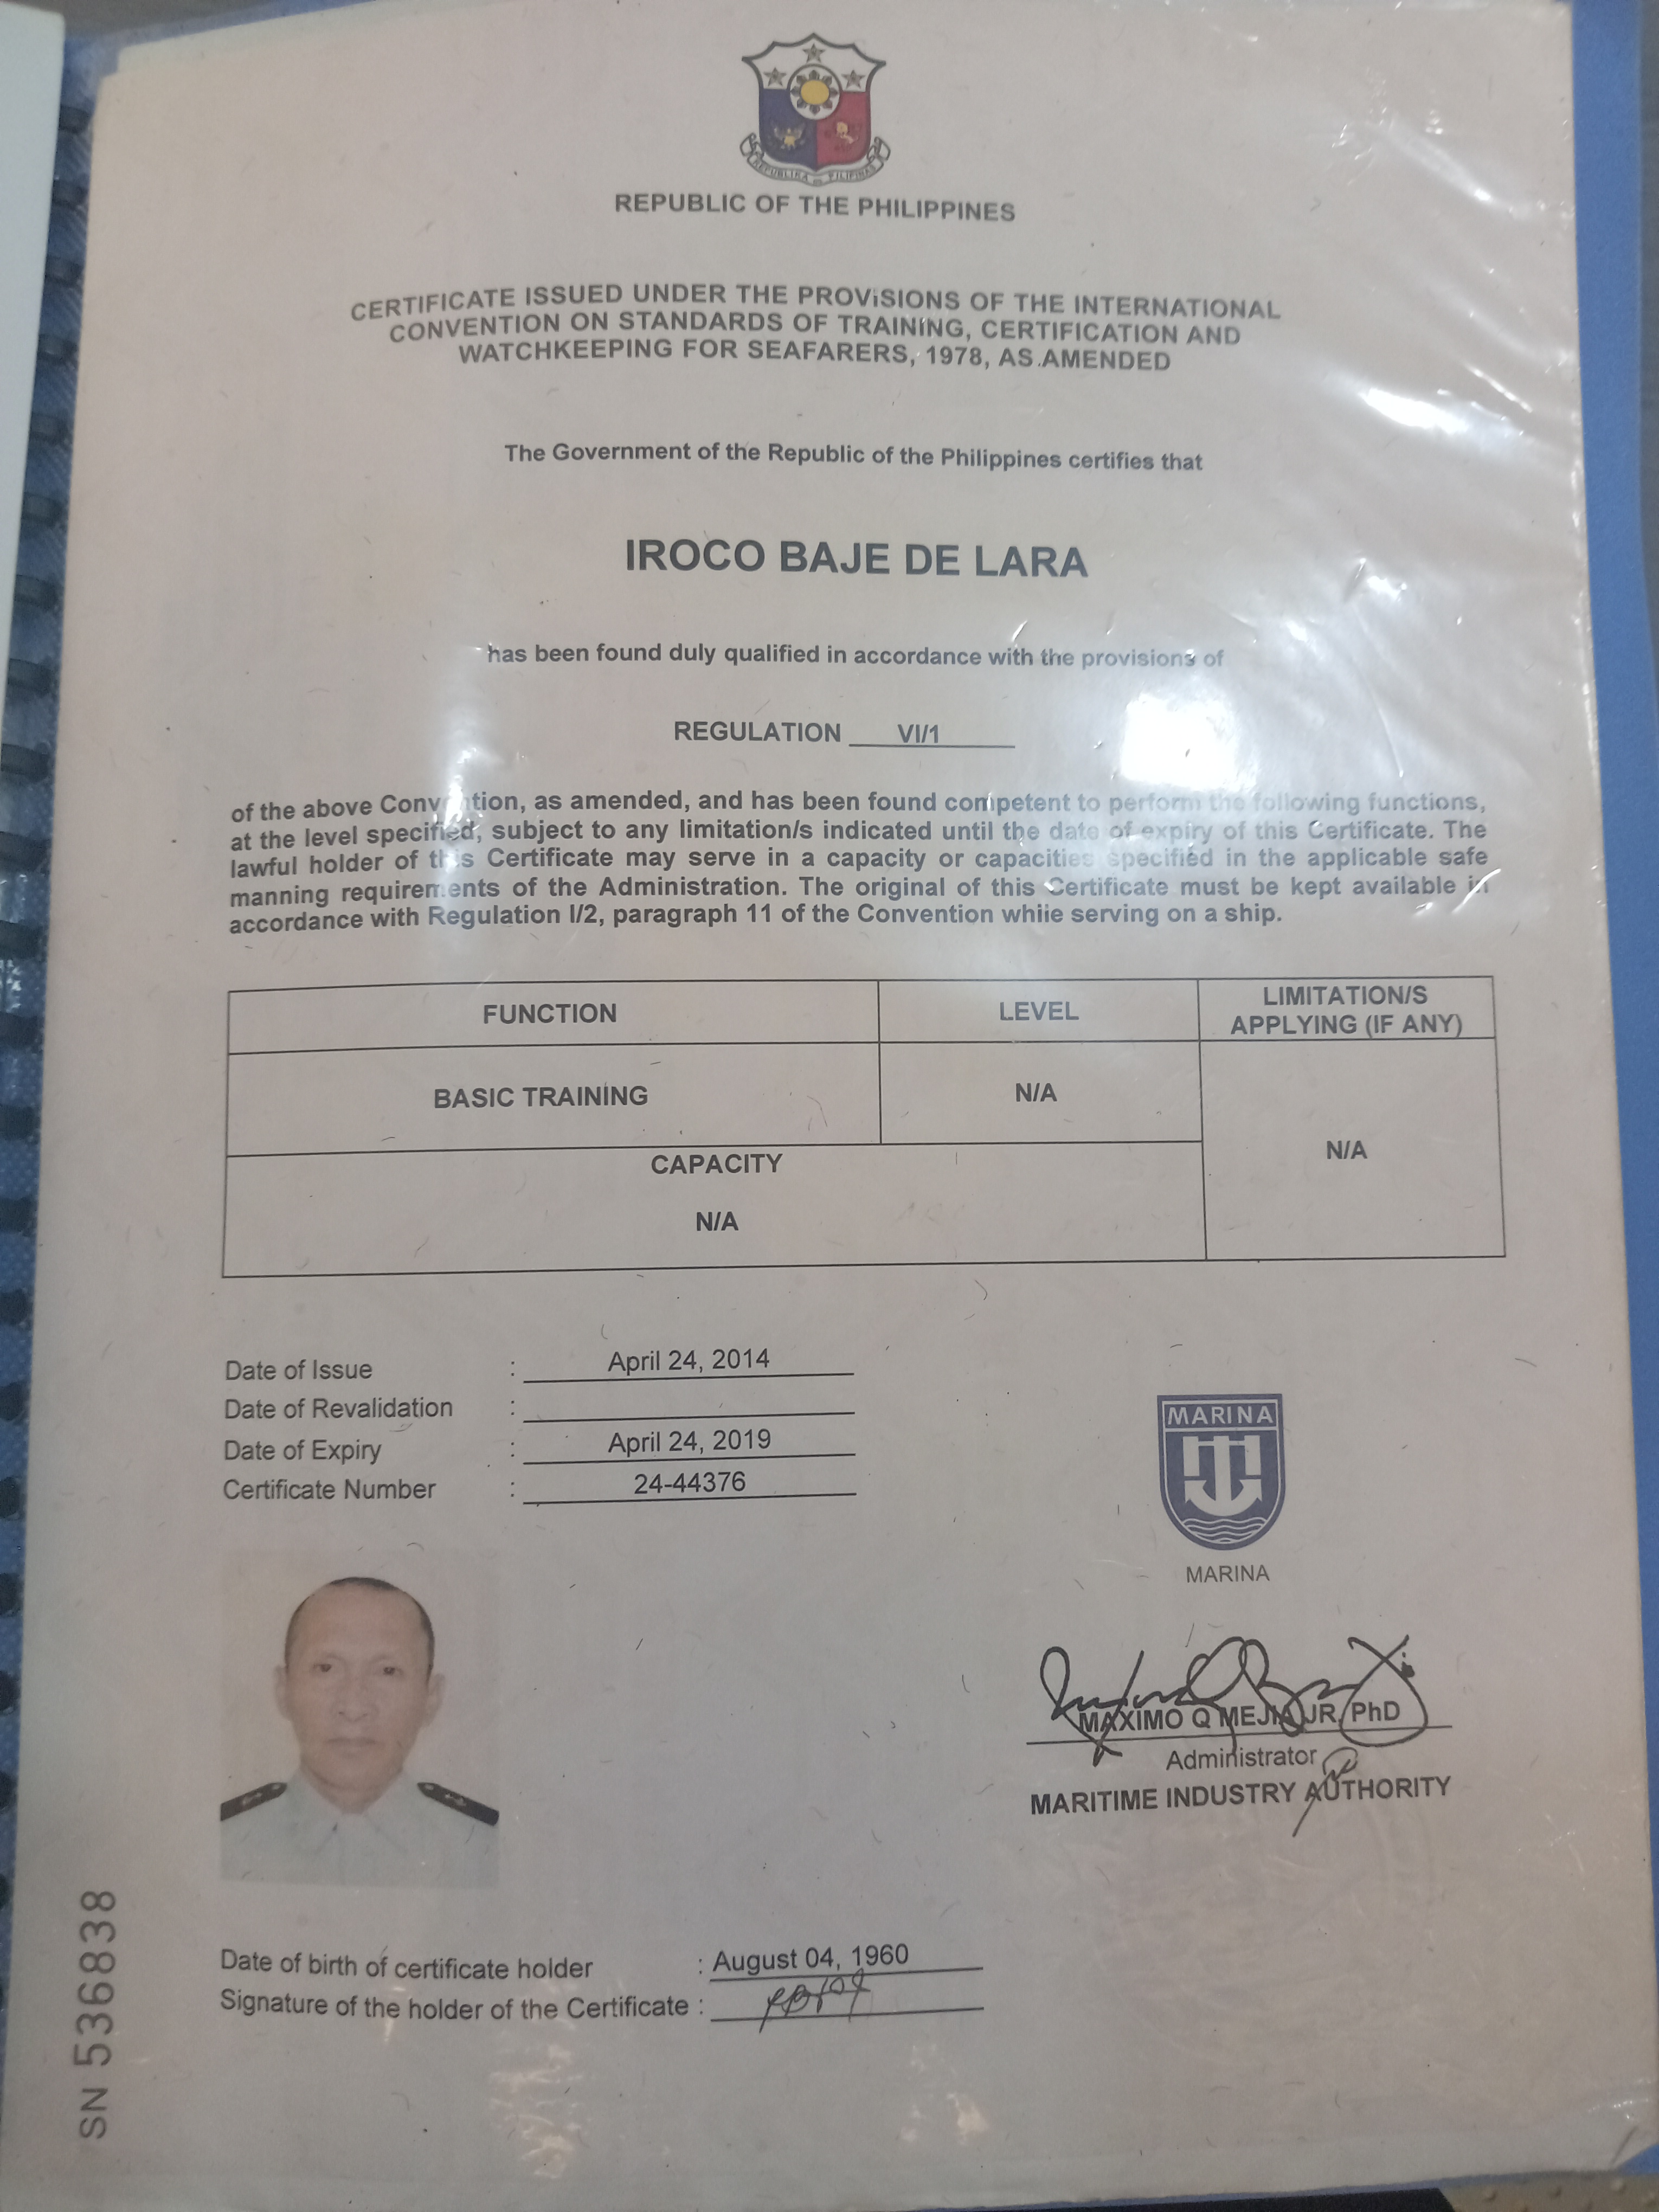 REPUBLIKA NG PILIPINAS
REPUBLIC OF THE PHILIPPINES
CERTIFICATE ISSUED UNDER THE PROVISIONS OF THE INTERNATIONAL
CONVENTION ON STANDARDS OF TRAINING, CERTIFICATION AND
WATCHKEEPING FOR SEAFARERS, 1978, AS AMENDED
The Government of the Republic of the Philippines certifies that
IROCO BAJE DE LARA
has been found duly qualified in accordance with the provisions of
REGULATION VI/1
of the above Convention, as amended, and has been found competent to perform the following functions,
at the level specified, subject to any limitation/s indicated until the date of expiry of this Certificate. The
lawful holder of this Certificate may serve in a capacity or capacities specified in the applicable safe
manning requirements of the Administration. The original of this Certificate must be kept available in
accordance with Regulation I/2, paragraph 11 of the Convention while serving on a ship.
FUNCTION LEVEL LIMITATION/S
APPLYING (IF ANY)
BASIC TRAINING N/A N/A
CAPACITY
N/A
Date of Issue : April 24, 2014
Date of Revalidation :
Date of Expiry : April 24, 2019
Certificate Number : 24-44376
MARINA
MARINA
MAXIMO Q MEJIA JR, PhD
Administrator
MARITIME INDUSTRY AUTHORITY
Date of birth of certificate holder : August 04, 1960
Signature of the holder of the Certificate :
SN 536838